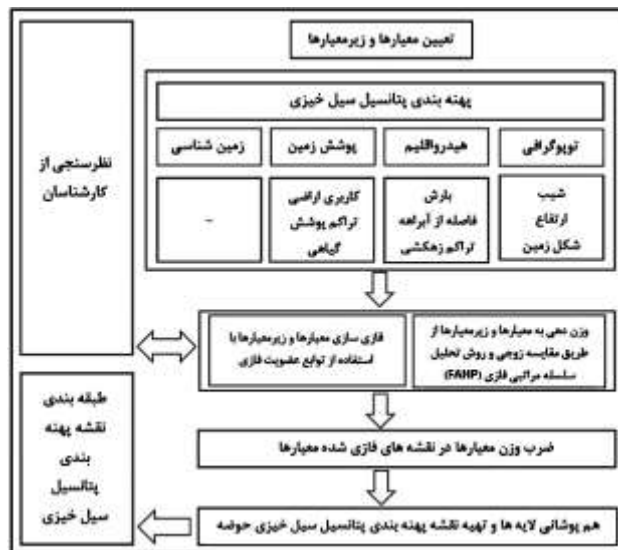 تعیین معیارها و زیرمعیارها
پهنه بندی پتانسیل سیل خیزی
توپوگرافی
هیدرواقلیم
پوشش زمین
زمین شناسی
شیب
ارتفاع
شکل زمین
بارش
فاصله از آبراهه
تراکم زهکشی
کاربری اراضی
تراکم پوشش
گیاهی
-
نظرسنجی از
کارشناسان
وزن دهی به معیارها و زیرمعیارها از
طریق مقایسه زوجی و روش تحلیل
سلسله مراتبی فازی (FAHP)
فازی سازی معیارها و زیرمعیارها با
استفاده از توابع عضویت فازی
ضرب وزن معیارها در نقشه های فازی شده معیارها
هم پوشانی لایه ها و تهیه نقشه پهنه بندی پتانسیل سیل خیزی حوضه
طبقه بندی
نقشه پهنه
بندی
پتانسیل
سیل خیزی